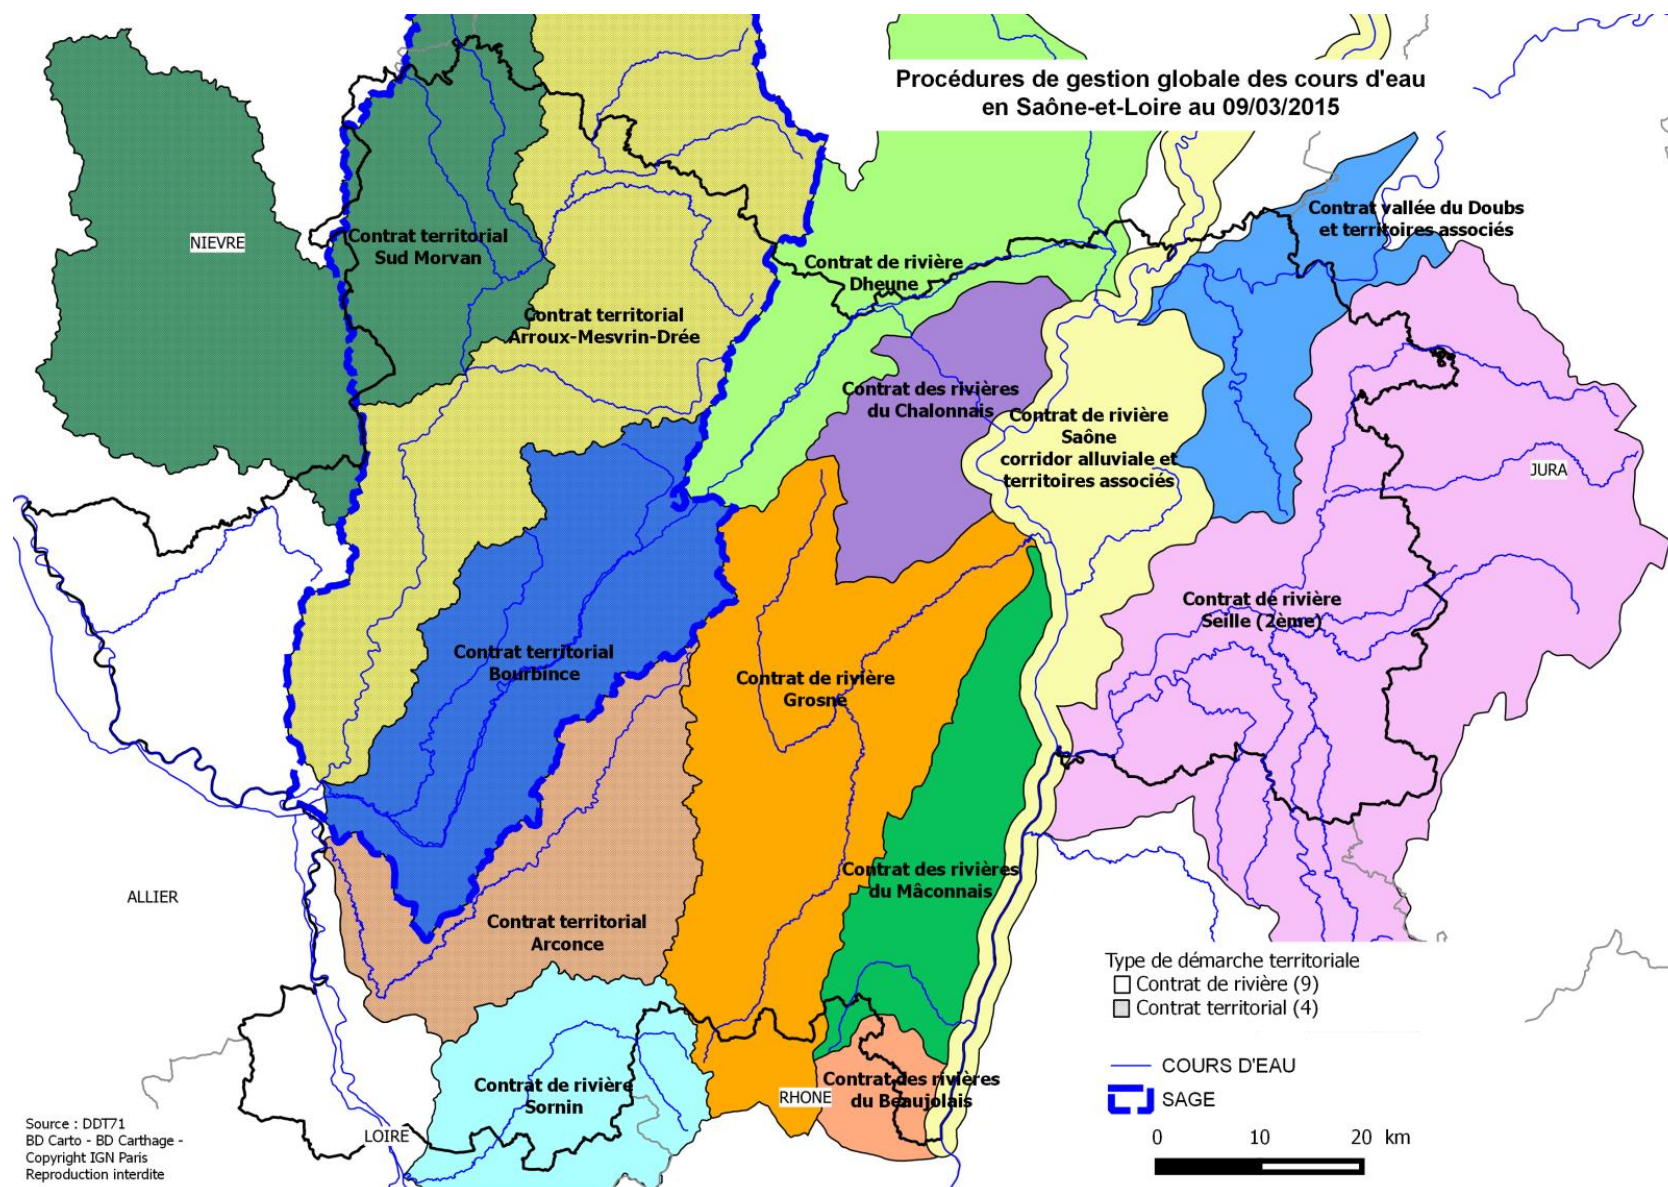 Procédures de gestion globale des cours d'eau
en Saône-et-Loire au 09/03/2015
NIEVRE
Contrat territorial
Sud Morvan
Contrat vallée du Doubs
et territoires associés
Contrat de rivière
Dheune
Contrat territorial
Arroux-Mesvrin-Drée
Contrat des rivières
du Chalonnais
Contrat de rivière
Saône
corridor alluviale et
territoires associés
JURA
Contrat de rivière
Seille (2ème)
Contrat territorial
Bourbince
Contrat de rivière
Grosne
Contrat des rivières
du Mâconnais
ALLIER
Contrat territorial
Arconce
Contrat de rivière
Sornin
Contrat des rivières
du Beaujolais
RHONE
LOIRE
Type de démarche territoriale
Contrat de rivière (9)
Contrat territorial (4)
COURS D'EAU
SAGE
0 10 20 km
Source : DDT71
BD Carto - BD Carthage -
Copyright IGN Paris
Reproduction interdite